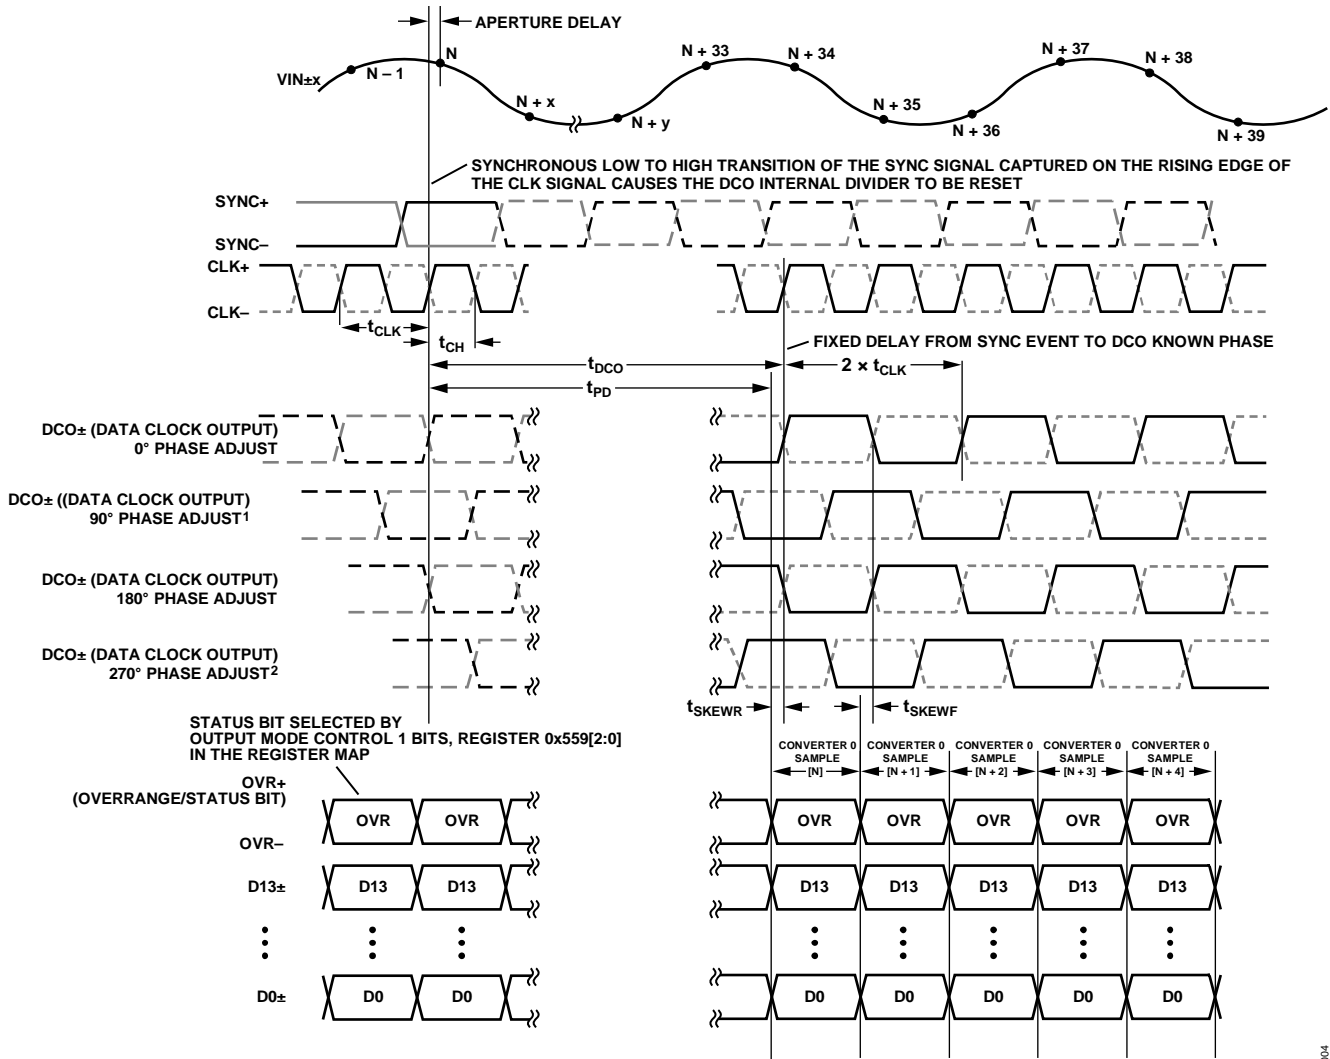 APERTURE DELAY
VIN±x
N – 1
N
N + x
N + y
N + 33
N + 34
N + 35
N + 36
N + 37
N + 38
N + 39
SYNCHRONOUS LOW TO HIGH TRANSITION OF THE SYNC SIGNAL CAPTURED ON THE RISING EDGE OF
THE CLK SIGNAL CAUSES THE DCO INTERNAL DIVIDER TO BE RESET
SYNC+
SYNC–
CLK+
CLK–
tCLK
tCH
FIXED DELAY FROM SYNC EVENT TO DCO KNOWN PHASE
tDCO
2 × tCLK
tPD
DCO± (DATA CLOCK OUTPUT)
0° PHASE ADJUST
DCO± ((DATA CLOCK OUTPUT)
90° PHASE ADJUST1
DCO± (DATA CLOCK OUTPUT)
180° PHASE ADJUST
DCO± (DATA CLOCK OUTPUT)
270° PHASE ADJUST2
tSKEWR
tSKEWF
STATUS BIT SELECTED BY
OUTPUT MODE CONTROL 1 BITS, REGISTER 0x559[2:0]
IN THE REGISTER MAP
CONVERTER 0
SAMPLE
[N]
CONVERTER 0
SAMPLE
[N + 1]
CONVERTER 0
SAMPLE
[N + 2]
CONVERTER 0
SAMPLE
[N + 3]
CONVERTER 0
SAMPLE
[N + 4]
OVR+
(OVERRANGE/STATUS BIT)
OVR–
OVR OVR OVR OVR OVR OVR OVR
D13± D13 D13 D13 D13 D13 D13 D13
D0± D0 D0 D0 D0 D0 D0 D0